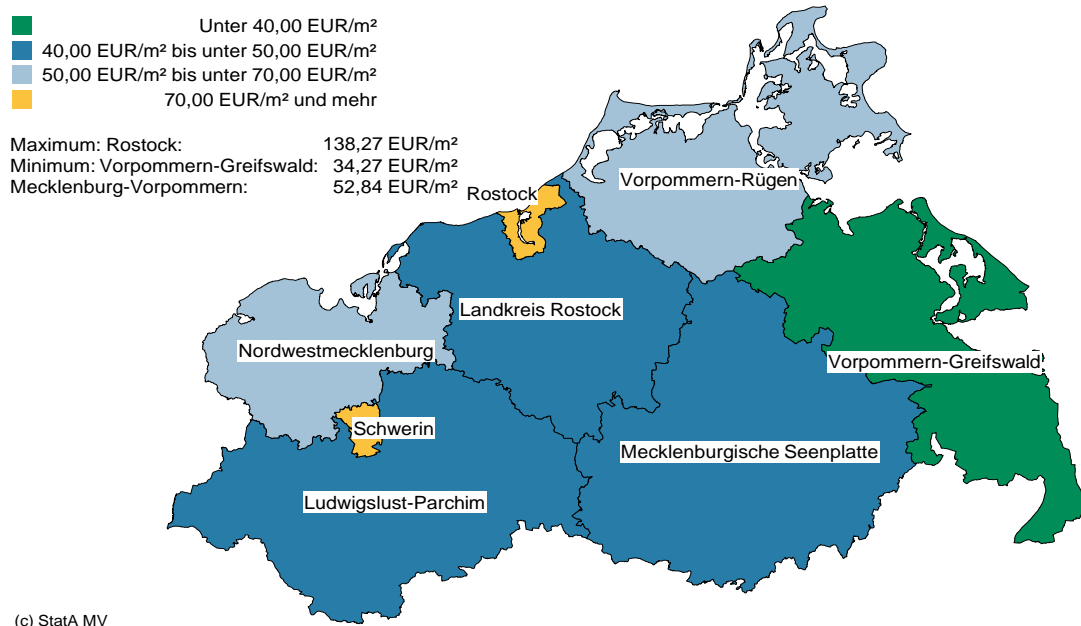 Unter 40,00 EUR/m²
40,00 EUR/m² bis unter 50,00 EUR/m²
50,00 EUR/m² bis unter 70,00 EUR/m²
70,00 EUR/m² und mehr
Maximum: Rostock: 138,27 EUR/m²
Minimum: Vorpommern-Greifswald: 34,27 EUR/m²
Mecklenburg-Vorpommern: 52,84 EUR/m²
Vorpommern-Rügen
Rostock
Landkreis Rostock
Nordwestmecklenburg
Vorpommern-Greifswald
Schwerin
Mecklenburgische Seenplatte
Ludwigslust-Parchim
(c) StatA MV